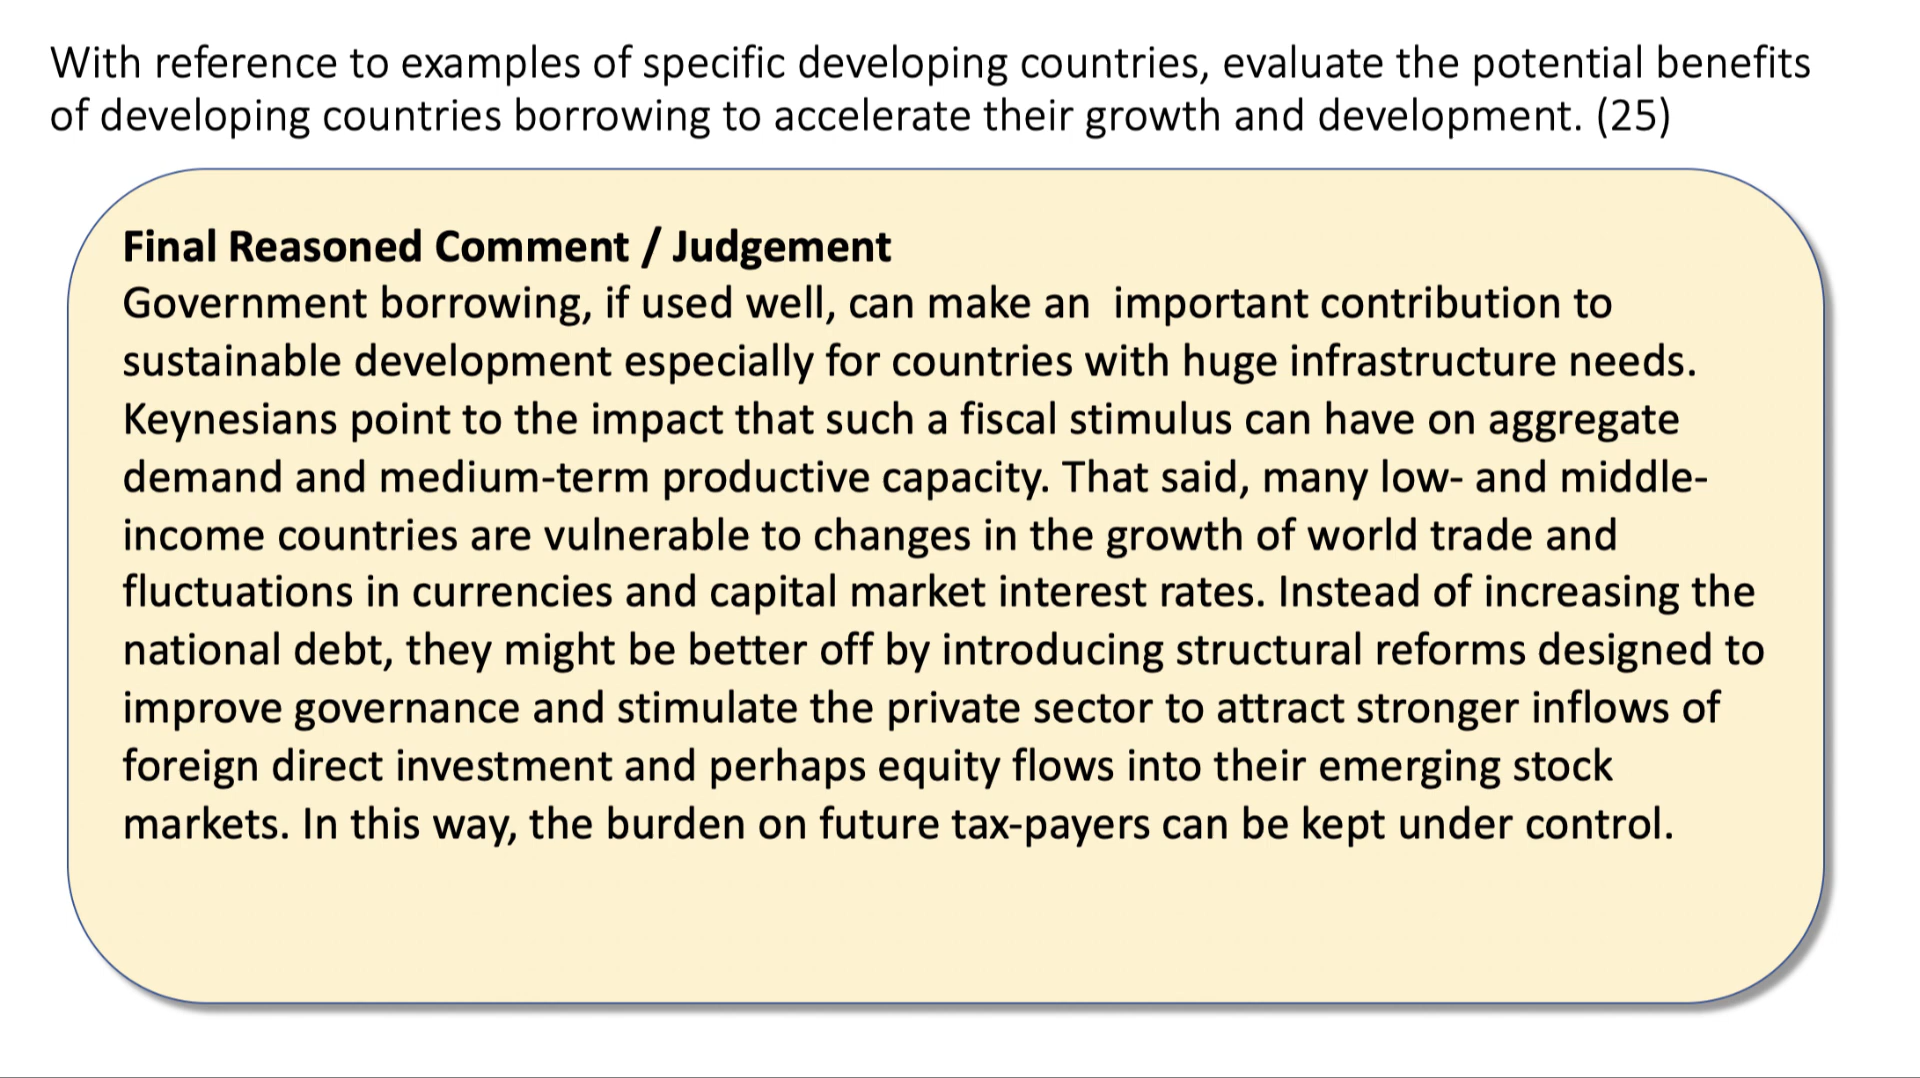 With reference to examples of specific developing countries, evaluate the potential benefits
of developing countries borrowing to accelerate their growth and development. (25)
Final Reasoned Comment / Judgement
Government borrowing, if used well, can make an  important contribution to
sustainable development especially for countries with huge infrastructure needs.
Keynesians point to the impact that such a fiscal stimulus can have on aggregate
demand and medium-term productive capacity. That said, many low- and middle-
income countries are vulnerable to changes in the growth of world trade and
fluctuations in currencies and capital market interest rates. Instead of increasing the
national debt, they might be better off by introducing structural reforms designed to
improve governance and stimulate the private sector to attract stronger inflows of
foreign direct investment and perhaps equity flows into their emerging stock
markets. In this way, the burden on future tax-payers can be kept under control.